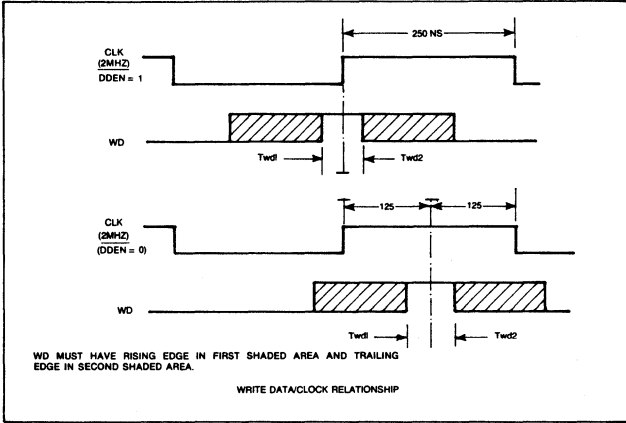 250 NS
CLK
(2MHZ)
DDEN = 1
WD
Twdl
Twd2
125
125
CLK
(2MHZ)
(DDEN = 0)
WD
Twdl
Twd2
WD MUST HAVE RISING EDGE IN FIRST SHADED AREA AND TRAILING
EDGE IN SECOND SHADED AREA.
WRITE DATA/CLOCK RELATIONSHIP